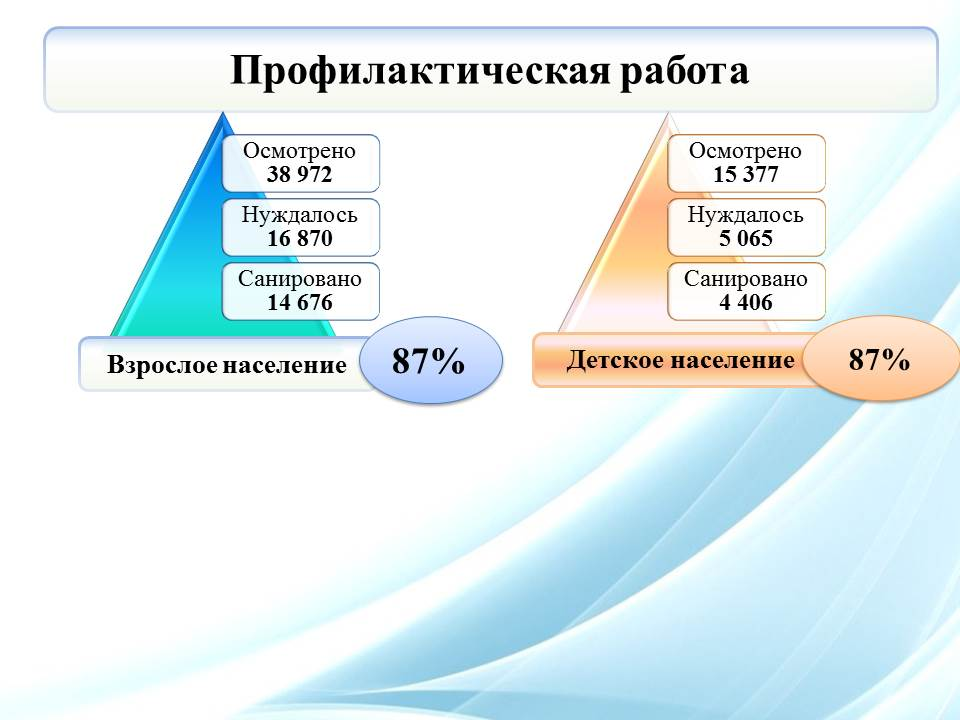 Профилактическая работа
Осмотрено
38 972
Нуждалось
16 870
Санировано
14 676
Взрослое население
87%
Осмотрено
15 377
Нуждалось
5 065
Санировано
4 406
Детское население
87%